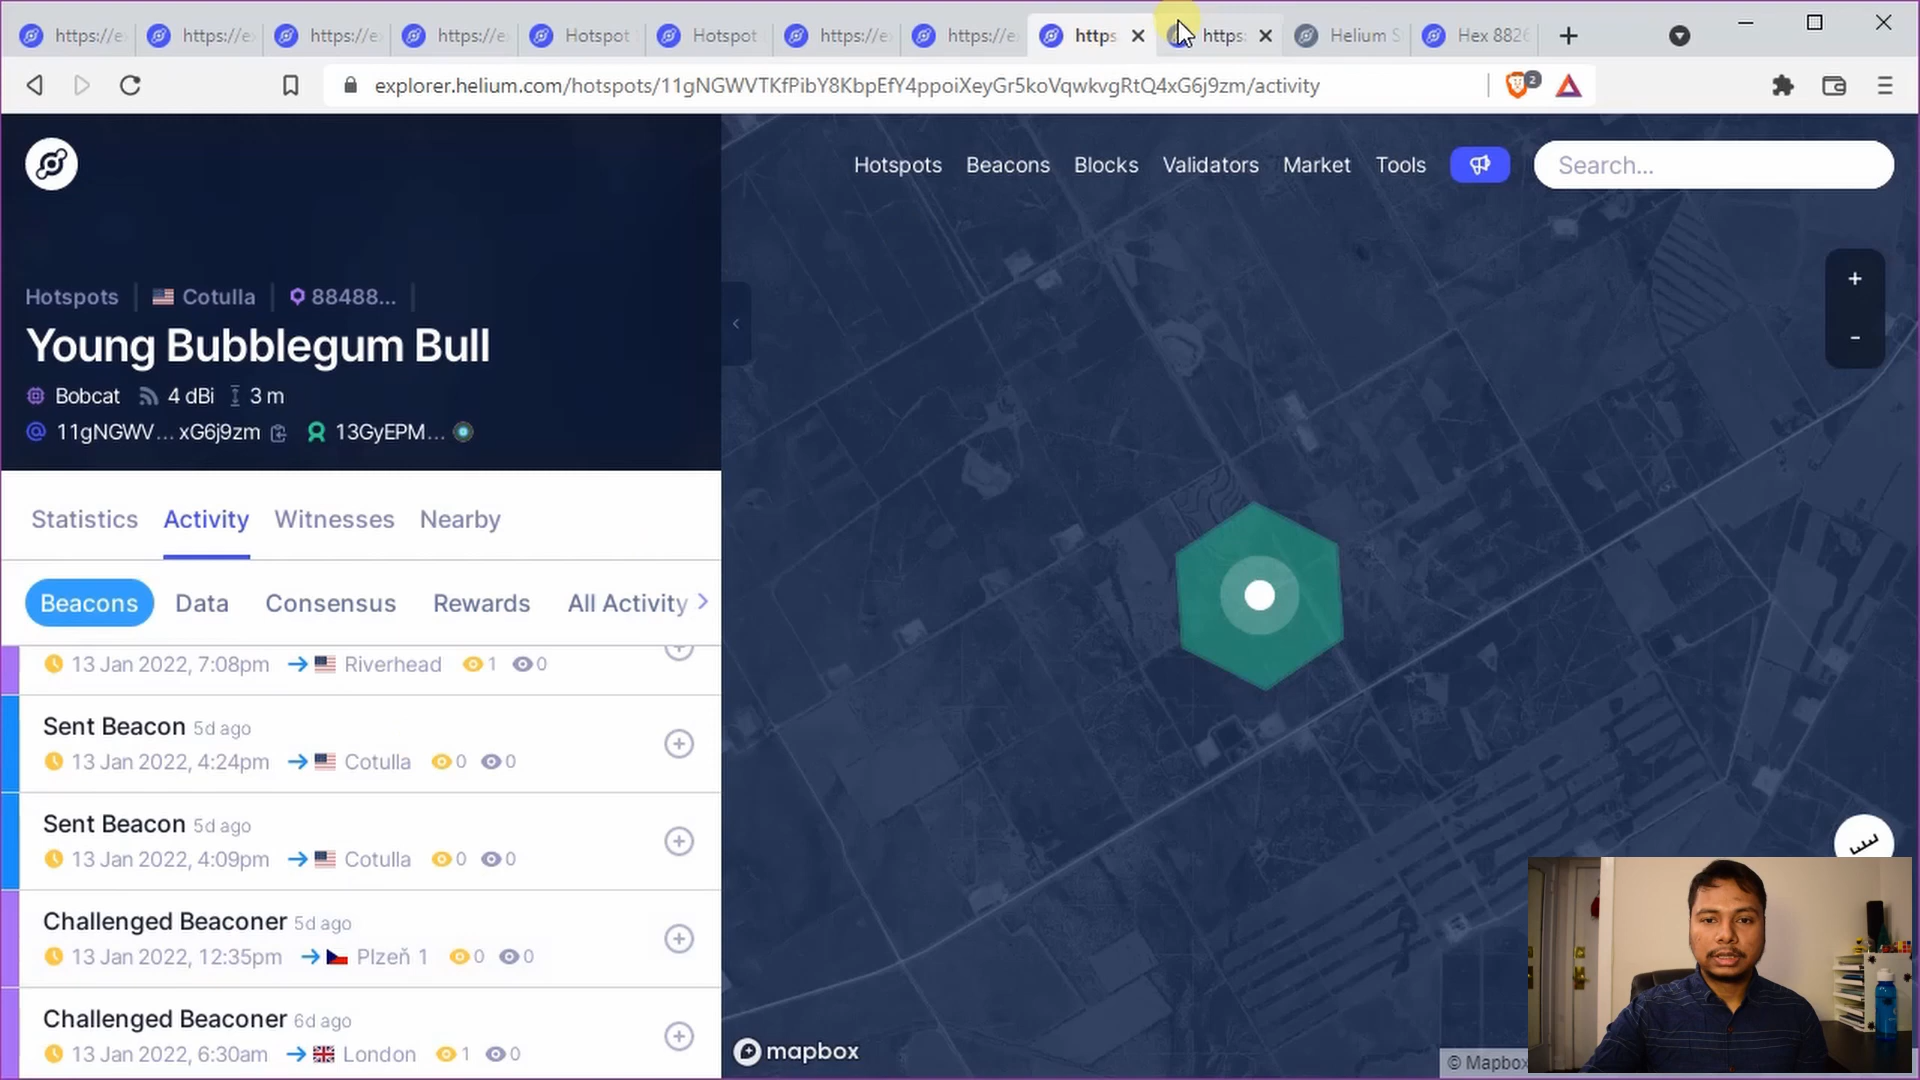 https://e
https://e
https://e
https://e
Hotspot
Hotspot
https://e
https://e
https
https:
Helium S
Hex 8826
explorer.helium.com/hotspots/11gNGWVTKfPibY8KbpEfY4ppoiXeyGr5koVqwkvgRtQ4xG6j9zm/activity
2
Hotspots Beacons Blocks Validators Market Tools
Search...
Hotspots Cotulla 88488...
Young Bubblegum Bull
Bobcat 4 dBi 3 m
11gNGWV... xG6j9zm 13GyEPM...
Statistics Activity Witnesses Nearby
Beacons Data Consensus Rewards All Activity
13 Jan 2022, 7:08pm Riverhead 1 0
Sent Beacon 5d ago
13 Jan 2022, 4:24pm Cotulla 0 0
Sent Beacon 5d ago
13 Jan 2022, 4:09pm Cotulla 0 0
Challenged Beaconer 5d ago
13 Jan 2022, 12:35pm Plzeň 1 0 0
Challenged Beaconer 6d ago
13 Jan 2022, 6:30am London 1 0
+
-
mapbox
© Mapbox